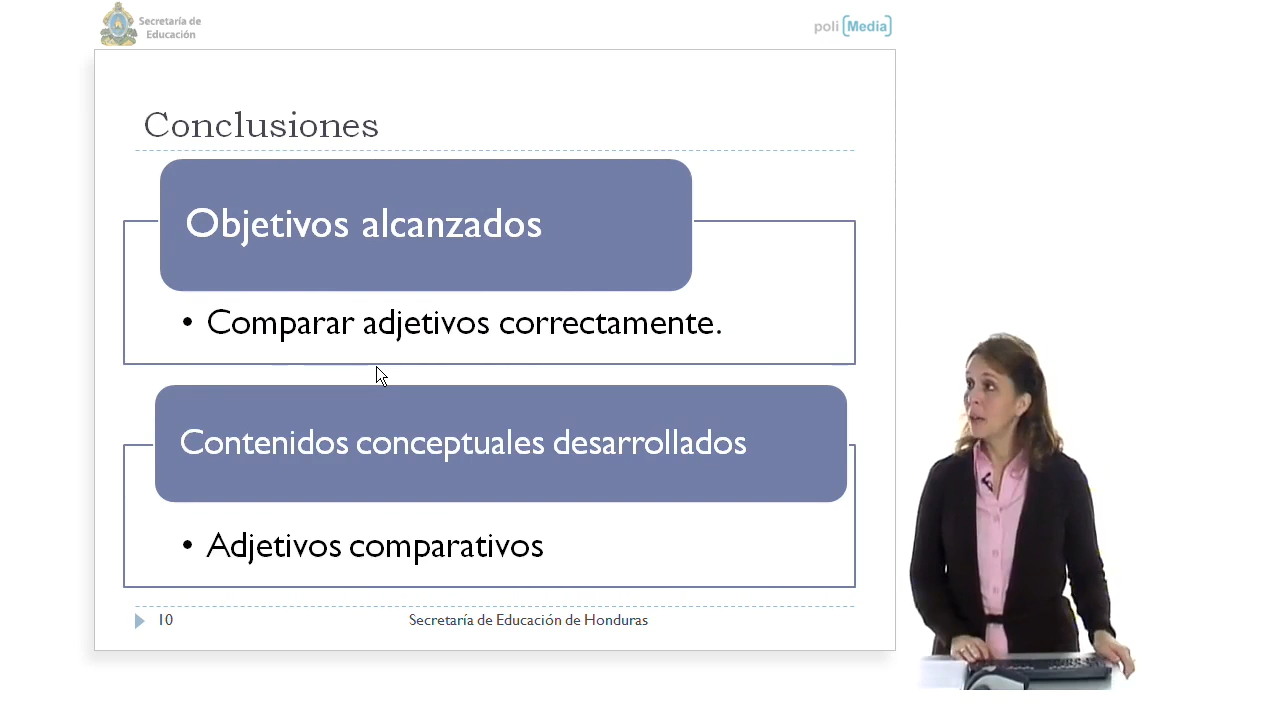 Secretaría de
Educación
poli [Media]
Conclusiones
Objetivos alcanzados
• Comparar adjetivos correctamente.
Contenidos conceptuales desarrollados
• Adjetivos comparativos
10
Secretaría de Educación de Honduras